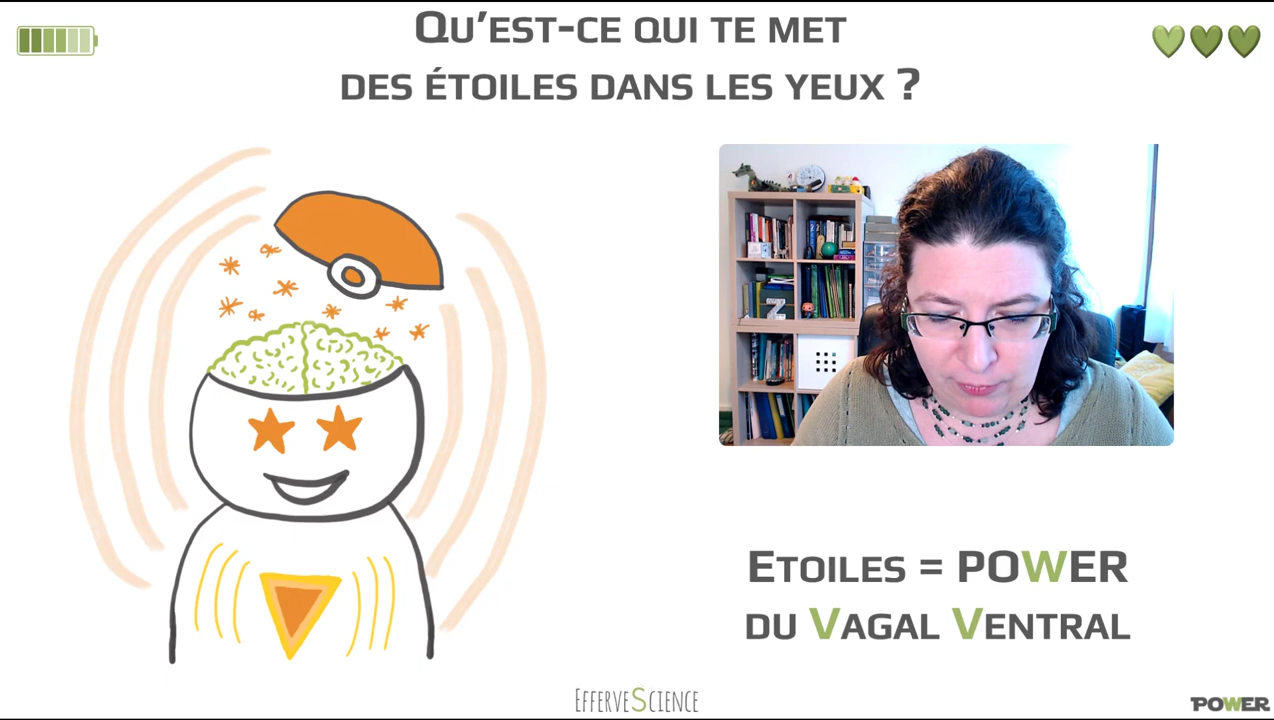 Qu'est-ce qui te met
des étoiles dans les yeux ?
Z
Etoiles = POWER
du Vagal Ventral
EfferveScience
POWER